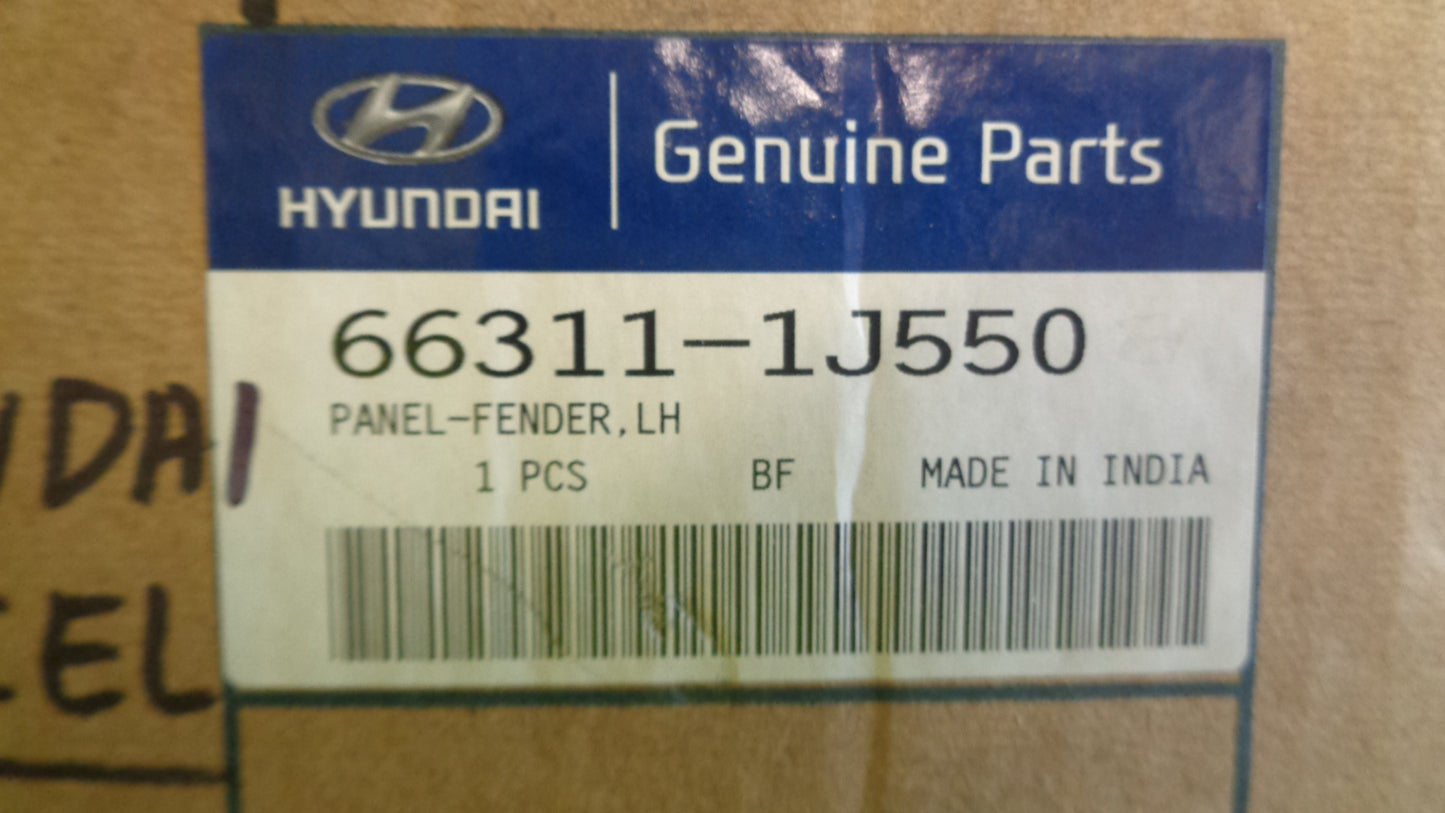 HYUNDAI
Genuine Parts
66311-1J550
PANEL-FENDER,LH
1 PCS BF MADE IN INDIA